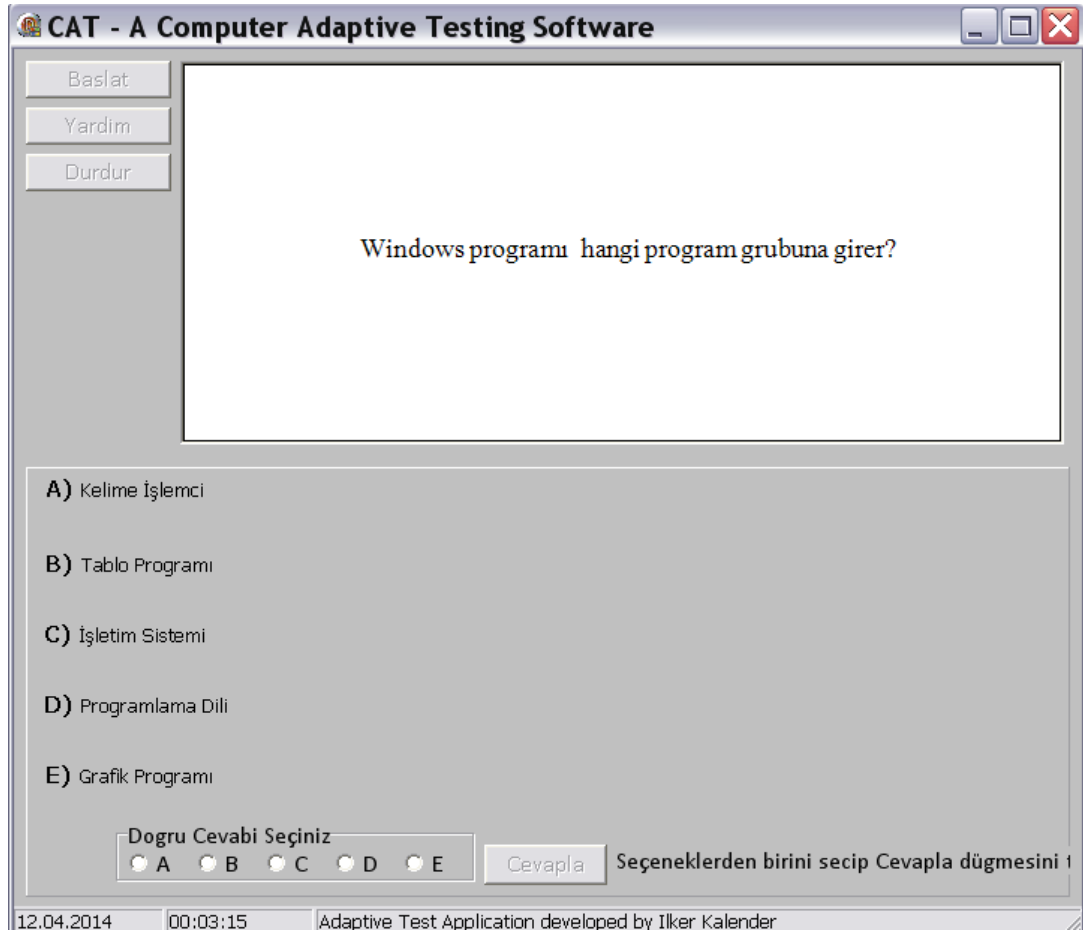 CAT - A Computer Adaptive Testing Software
Baslat
Yardim
Durdur
Windows programı hangi program grubuna girer?
A) Kelime İşlemci
B) Tablo Programı
C) İşletim Sistemi
D) Programlama Dili
E) Grafik Programı
Dogru Cevabi Seçiniz
A B C D E
Cevapla
Seçeneklerden birini secip Cevapla dügmesini t
12.04.2014 00:03:15 Adaptive Test Application developed by Ilker Kalender